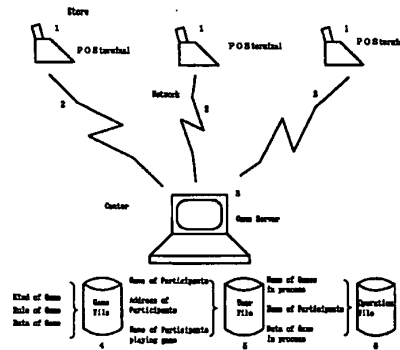 Store
1
POSterminal
1
POSterminal
1
POStermin
2
Network
2
2
Center
3
Game Server
Kind of Game
Rule of Game
Data of Game
Game
File
4
Name of Participants
Address of
Participants
Name of Participants
playing game
User
File
5
Name of Games
in process
Name of Participants
Data of Game
in process
Operation
File
6